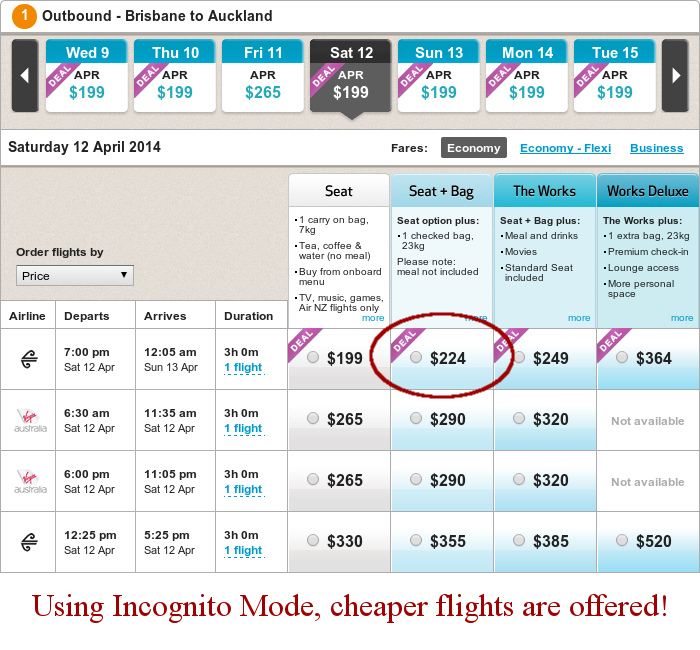 1 Outbound - Brisbane to Auckland
Wed 9 Thu 10 Fri 11 Sat 12 Sun 13 Mon 14 Tue 15
DEAL APR DEAL APR APR DEAL APR DEAL APR DEAL APR DEAL APR
$199 $199 $265 $199 $199 $199 $199
Saturday 12 April 2014 Fares: Economy Economy - Flexi Business
Order flights by
Price
Seat
• 1 carry on bag,
7kg
• Tea, coffee &
water (no meal)
• Buy from onboard
menu
• TV, music, games,
Air NZ flights only
more
Seat + Bag
Seat option plus:
• 1 checked bag,
23kg
Please note:
meal not included
more
The Works
Seat + Bag plus:
• Meal and drinks
• Movies
• Standard Seat
included
more
Works Deluxe
The Works plus:
• 1 extra bag, 23kg
• Premium check-in
• Lounge access
• More personal
space
more
Airline Departs Arrives Duration
7:00 pm 12:05 am 3h 0m DEAL $199 DEAL $224 DEAL $249 DEAL $364
Sat 12 Apr Sun 13 Apr 1 flight
Virgin australia 6:30 am 11:35 am 3h 0m $265 $290 $320 Not available
Sat 12 Apr Sat 12 Apr 1 flight
Virgin australia 6:00 pm 11:05 pm 3h 0m $265 $290 $320 Not available
Sat 12 Apr Sat 12 Apr 1 flight
12:25 pm 5:25 pm 3h 0m $330 $355 $385 $520
Sat 12 Apr Sat 12 Apr 1 flight
Using Incognito Mode, cheaper flights are offered!